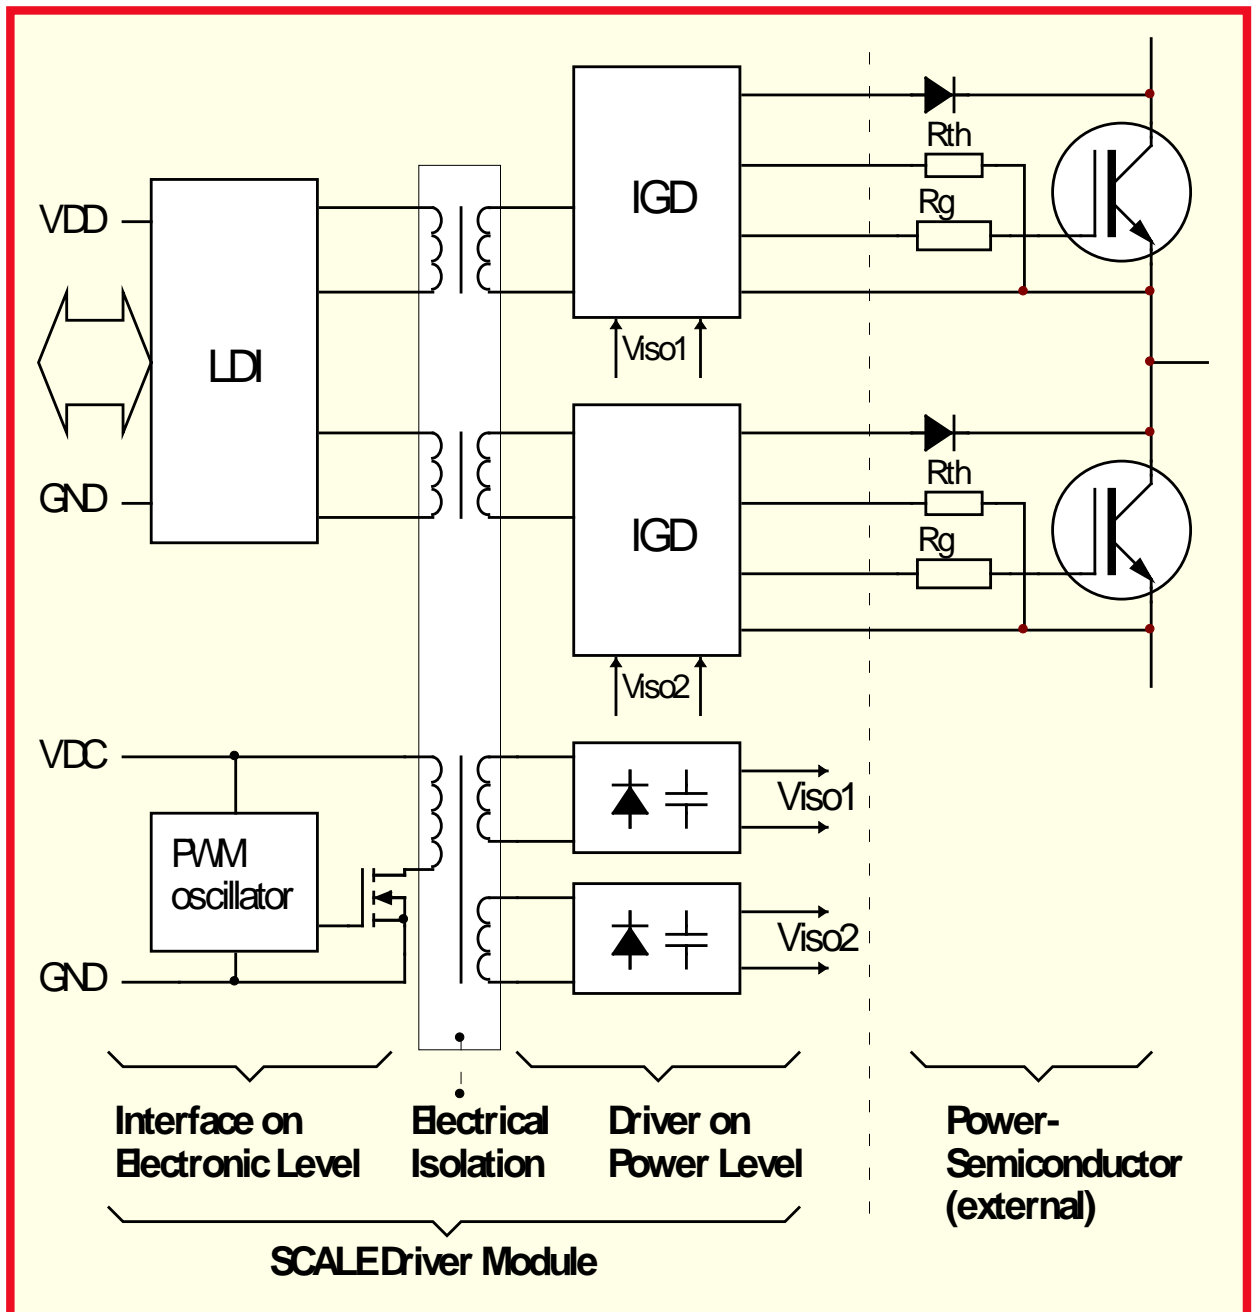 Rth
IGD
Rg
VDD
Viso1
LDI
Rth
GND
IGD
Rg
Viso2
VDC
Viso1
PWM
oscillator
Viso2
GND
Interface on
Electronic Level
Electrical
Isolation
Driver on
Power Level
Power-
Semiconductor
(external)
SCALE Driver Module